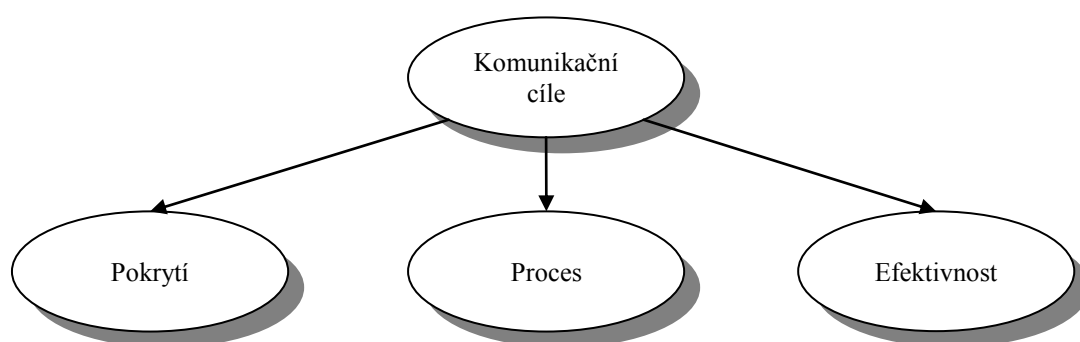 Komunikační
cíle
Pokrytí
Proces
Efektivnost